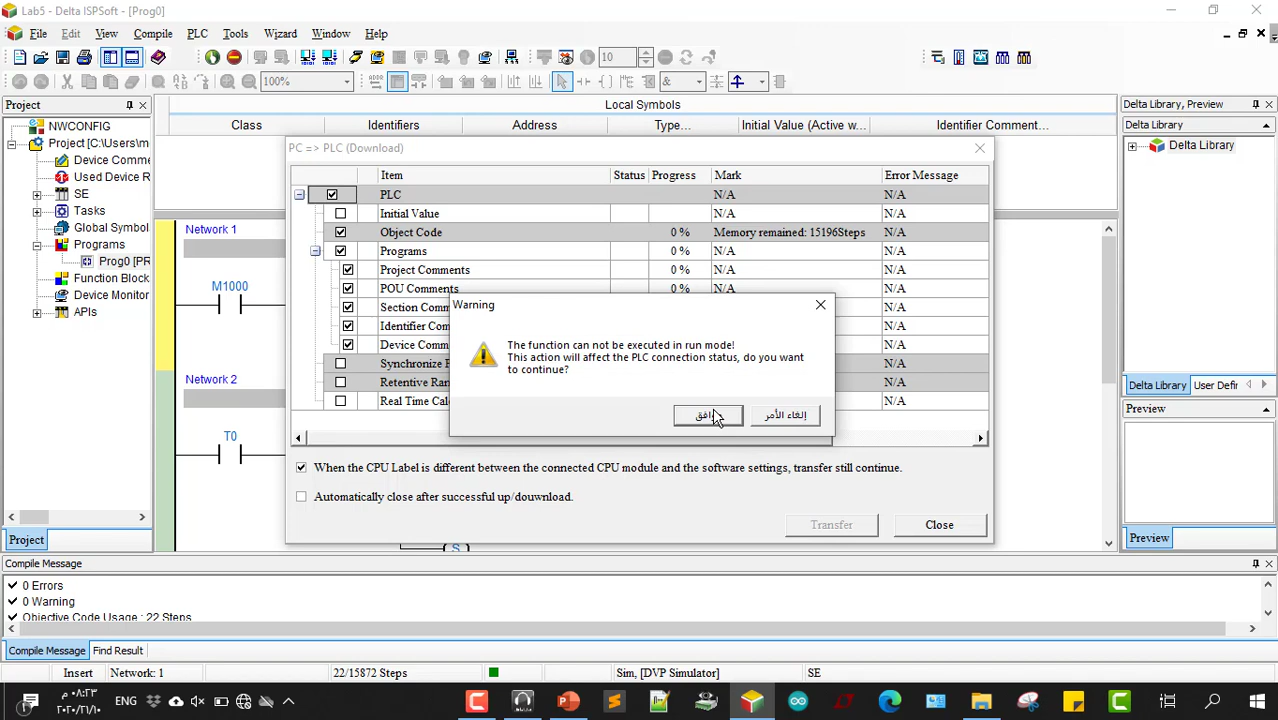 Lab5 - Delta ISPSoft - [Prog0]
File Edit View Compile PLC Tools Wizard Window Help
10
100%
&
Project
Local Symbols
Delta Library, Preview
Class Identifiers Address Type... Initial Value (Active w... Identifier Comment...
Delta Library
Delta Library
NWCONFIG
Project [C:\Users\m
Device Comme
Used Device R
SE
Tasks
Global Symbol
Programs
Prog0 [PR
Function Block
Device Monitor
APIs
Project
Network 1
M1000
Network 2
T0
S
PC => PLC (Download)
Item Status Progress Mark Error Message
PLC N/A N/A
Initial Value N/A N/A
Object Code 0 % Memory remained: 15196Steps N/A
Programs 0 % N/A N/A
Project Comments 0 % N/A N/A
POU Comments 0 % N/A N/A
Section Comm N/A
Identifier Com N/A
Device Comm N/A
Synchronize P N/A
Retentive Ran N/A
Real Time Cal N/A
Warning
The function can not be executed in run mode!
This action will affect the PLC connection status, do you want
to continue?
إلغاء الأمر
When the CPU Label is different between the connected CPU module and the software settings, transfer still continue.
Automatically close after successful up/douwnload.
Transfer Close
Delta Library User Defir
Preview
Preview
Compile Message
0 Errors
0 Warning
Objective Code Usage : 22 Steps
Compile Message Find Result
Insert Network: 1 22/15872 Steps Sim, [DVP Simulator] SE
٠٨:٢٣ م
ENG